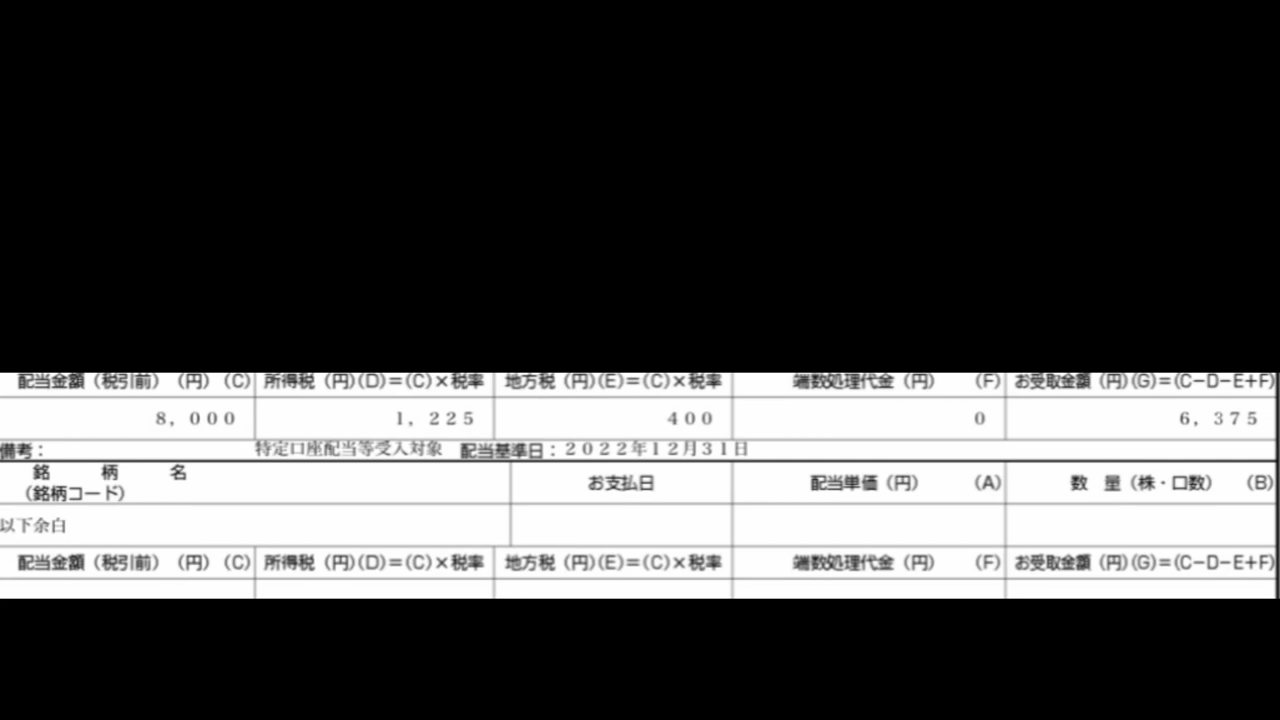 配当金額（税引前）（円）（C） 所得税（円）(D)＝(C)×税率 地方税（円）(E)＝(C)×税率 端数処理代金（円） （F） お受取金額（円）(G)＝(C−D−E+F)
8,000 1,225 400 0 6,375
備考： 特定口座配当等受入対象 配当基準日：2022年12月31日
銘 柄 名 お支払日 配当単価（円） （A） 数 量（株・口数） （B）
（銘柄コード）
以下余白
配当金額（税引前）（円）（C） 所得税（円）(D)＝(C)×税率 地方税（円）(E)＝(C)×税率 端数処理代金（円） （F） お受取金額（円）(G)＝(C−D−E+F)